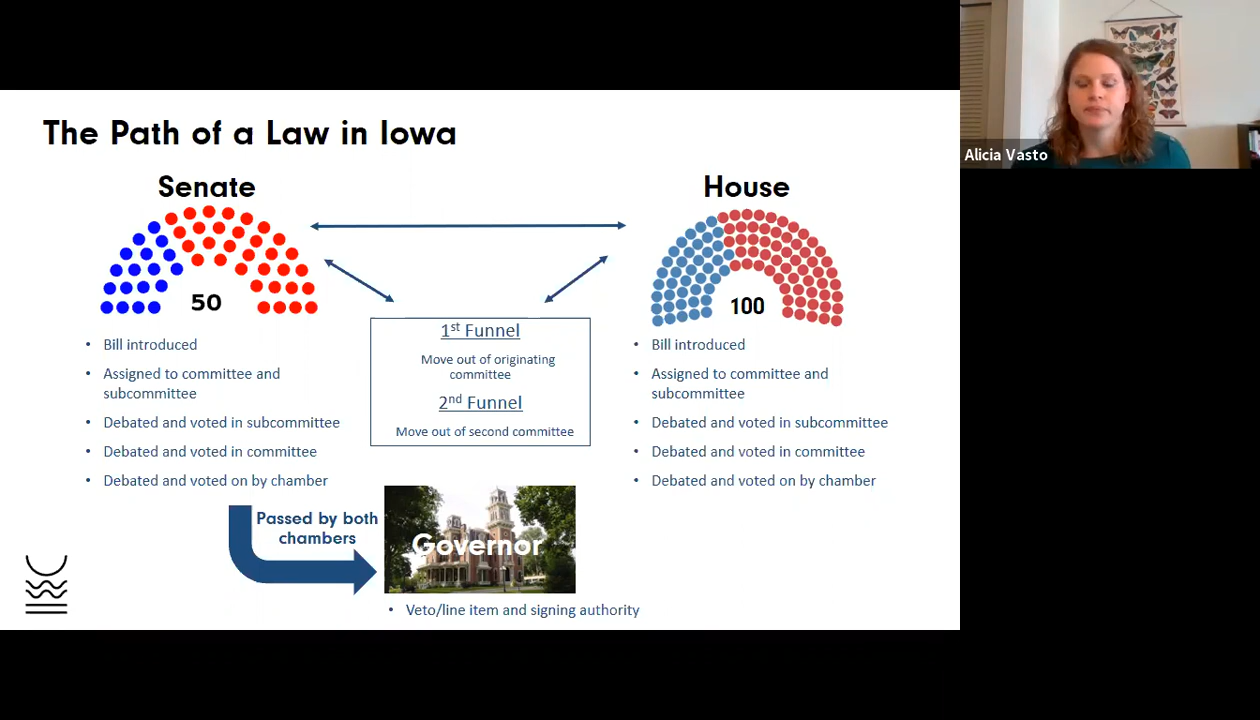 The Path of a Law in Iowa
Senate
50
• Bill introduced
• Assigned to committee and
subcommittee
• Debated and voted in subcommittee
• Debated and voted in committee
• Debated and voted on by chamber
1st Funnel
Move out of originating
committee
2nd Funnel
Move out of second committee
House
100
• Bill introduced
• Assigned to committee and
subcommittee
• Debated and voted in subcommittee
• Debated and voted in committee
• Debated and voted on by chamber
Passed by both
chambers
Governor
• Veto/line item and signing authority
Alicia Vasto